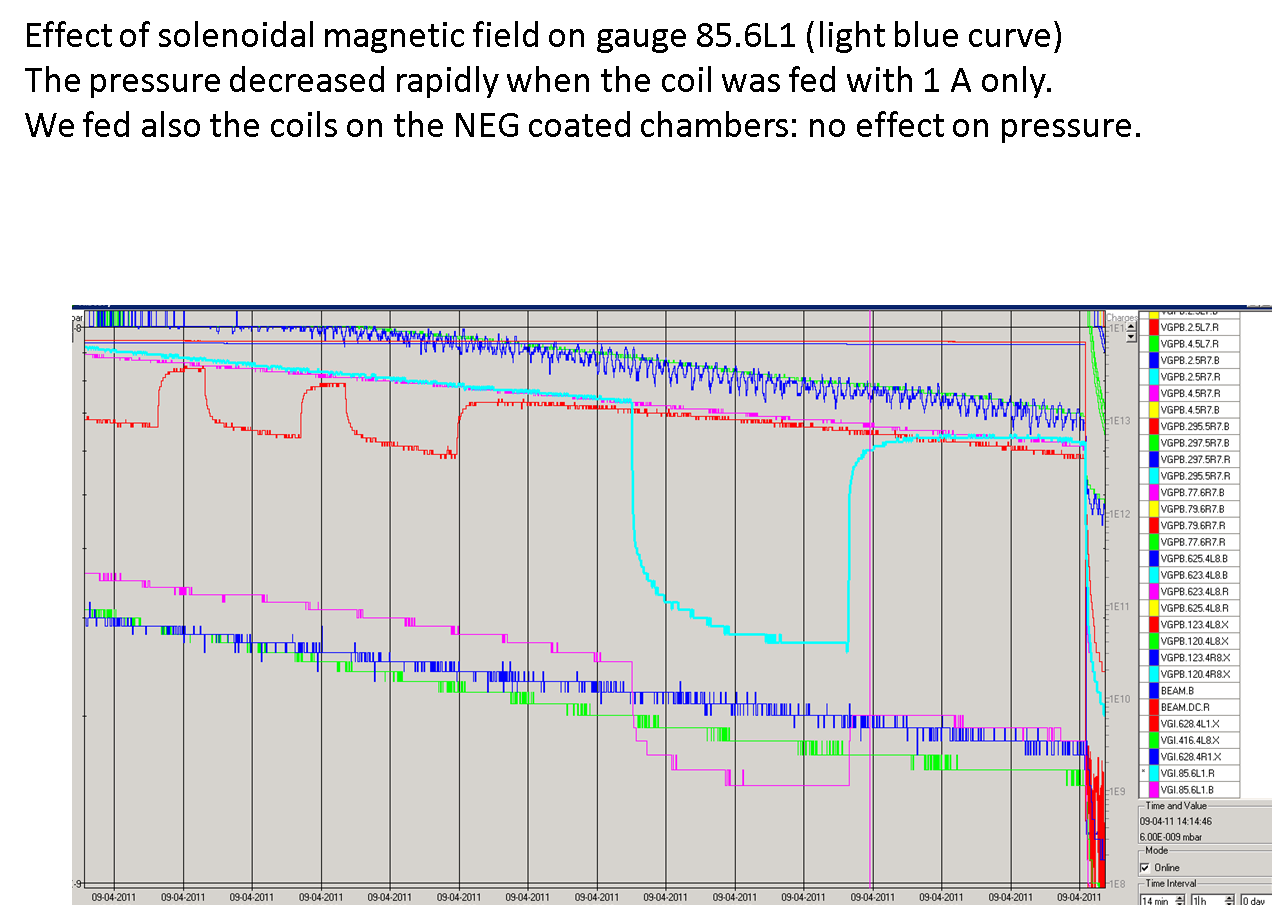 Effect of solenoidal magnetic field on gauge 85.6L1 (light blue curve)
The pressure decreased rapidly when the coil was fed with 1 A only.
We fed also the coils on the NEG coated chambers: no effect on pressure.
Charges
1E13
1E12
1E11
1E10
1E9
1E8
VGPB.2.5L7.R
VGPB.4.5L7.R
VGPB.2.5R7.B
VGPB.2.5R7.R
VGPB.4.5R7.R
VGPB.4.5R7.B
VGPB.295.5R7.B
VGPB.297.5R7.B
VGPB.297.5R7.R
VGPB.295.5R7.R
VGPB.77.6R7.B
VGPB.79.6R7.B
VGPB.79.6R7.R
VGPB.77.6R7.R
VGPB.625.4L8.B
VGPB.623.4L8.B
VGPB.623.4L8.R
VGPB.625.4L8.R
VGPB.123.4L8.X
VGPB.120.4L8.X
VGPB.123.4R8.X
VGPB.120.4R8.X
BEAM.B
BEAM.DC.R
VGI.628.4L1.X
VGI.416.4L8.X
VGI.628.4R1.X
* VGI.85.6L1.R
VGI.85.6L1.B
Time and Value
09-04-11 14:14:46
6.00E-009 mbar
Mode
Online
Time Interval
14 min 1 h 0 day
-8
-9
09-04-2011 09-04-2011 09-04-2011 09-04-2011 09-04-2011 09-04-2011 09-04-2011 09-04-2011 09-04-2011 09-04-2011 09-04-2011 09-04-2011 09-04-2011 09-04-2011 09-04-2011